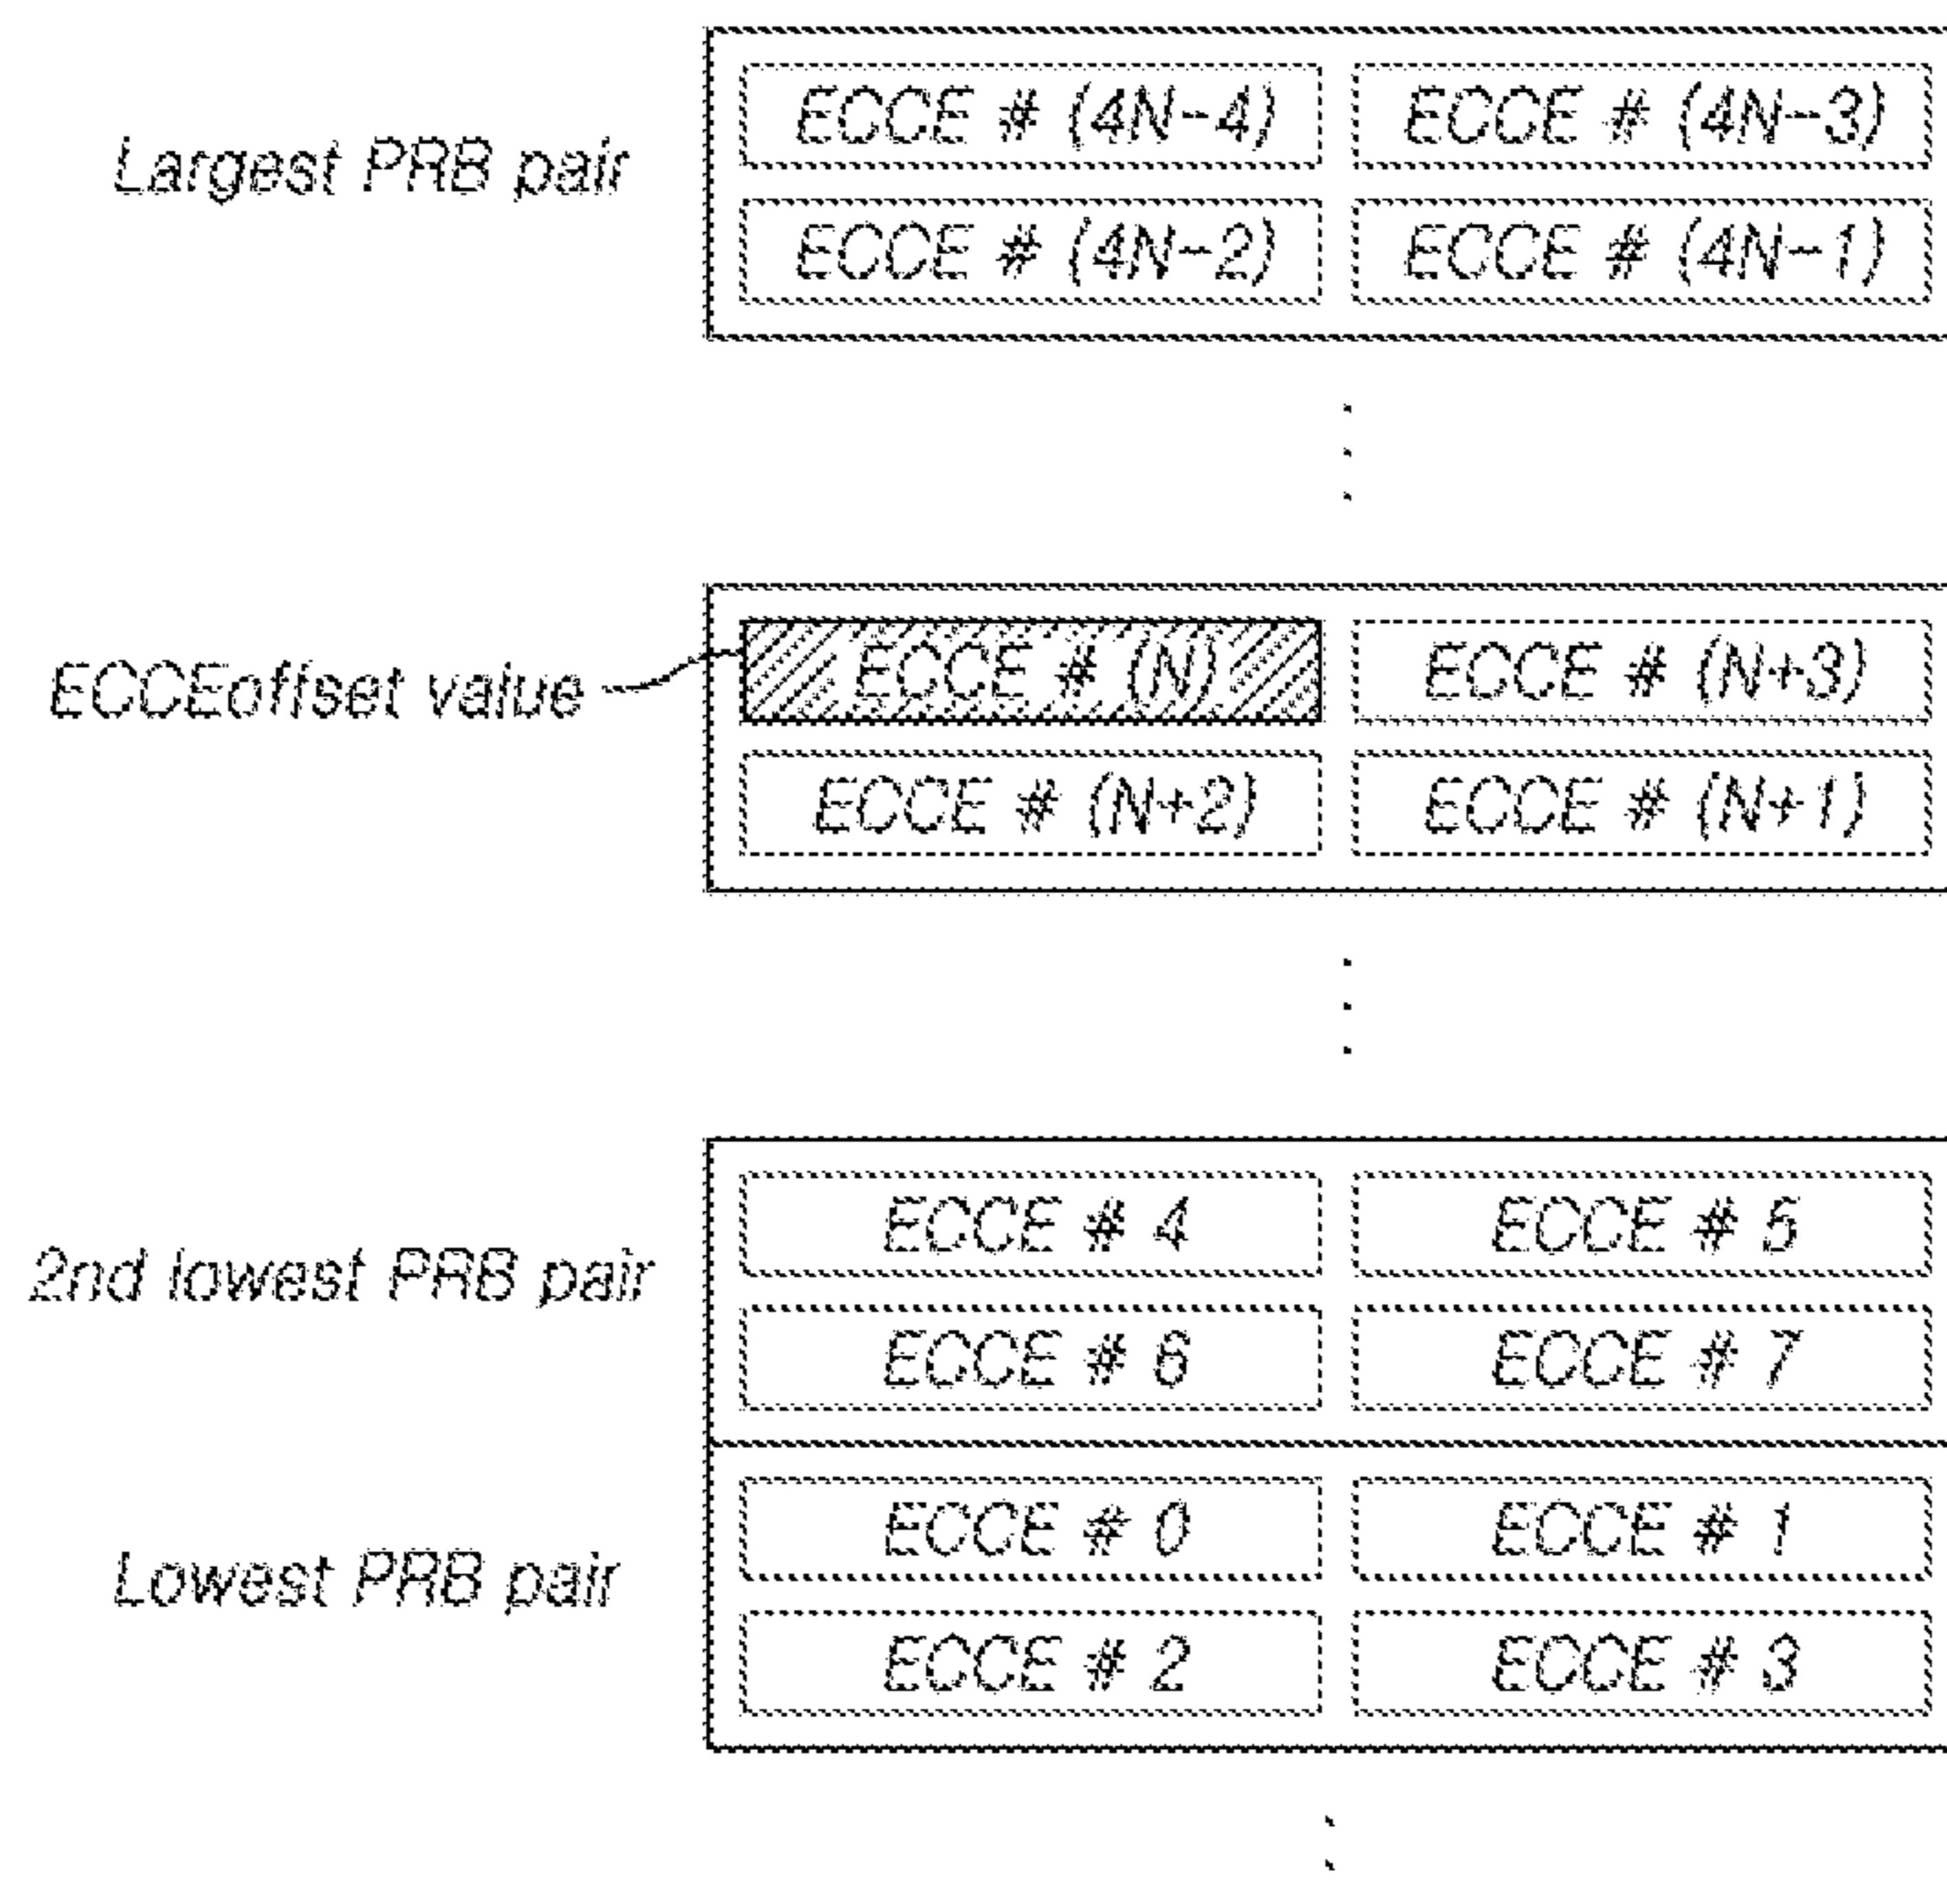 ECCE # (4N-4) ECCE # (4N-3)
Largest PRB pair
ECCE # (4N-2) ECCE # (4N-1)
ECCEoffset value ECCE # (N) ECCE # (N+3)
ECCE # (N+2) ECCE # (N+1)
ECCE # 4 ECCE # 5
2nd lowest PRB pair
ECCE # 6 ECCE # 7
ECCE # 0 ECCE # 1
Lowest PRB pair
ECCE # 2 ECCE # 3